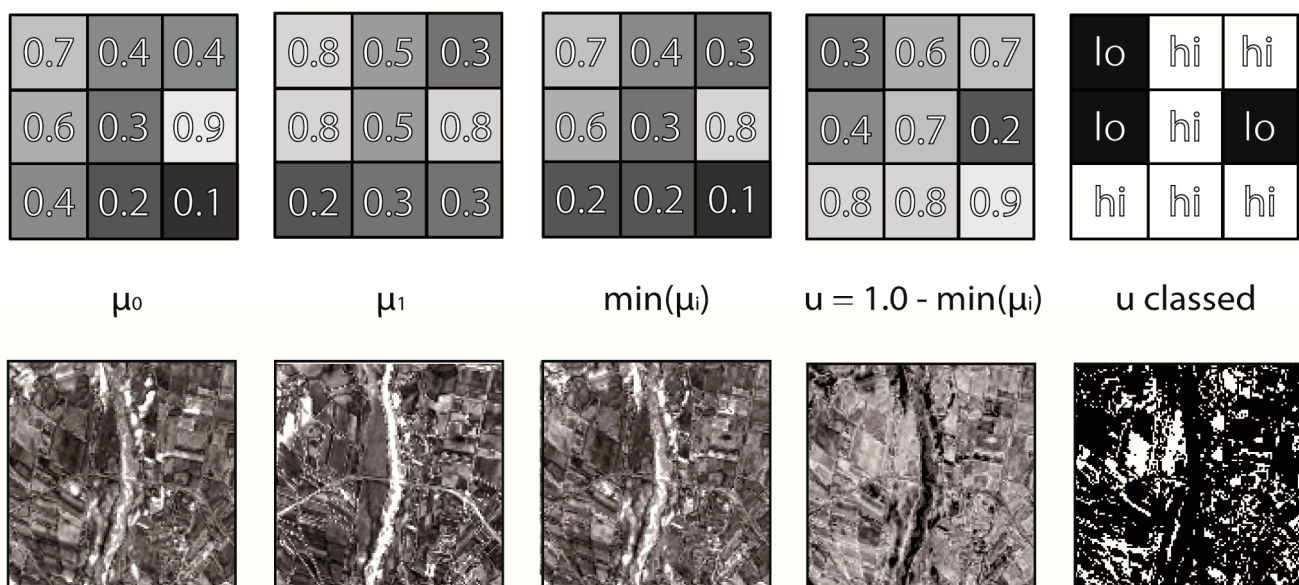 0.7 0.4 0.4 0.8 0.5 0.3 0.7 0.4 0.3 0.3 0.6 0.7 lo hi hi
0.6 0.3 0.9 0.8 0.5 0.8 0.6 0.3 0.8 0.4 0.7 0.2 lo hi lo
0.4 0.2 0.1 0.2 0.3 0.3 0.2 0.2 0.1 0.8 0.8 0.9 hi hi hi
μ₀ μ₁ min(μᵢ) u = 1.0 - min(μᵢ) u classed